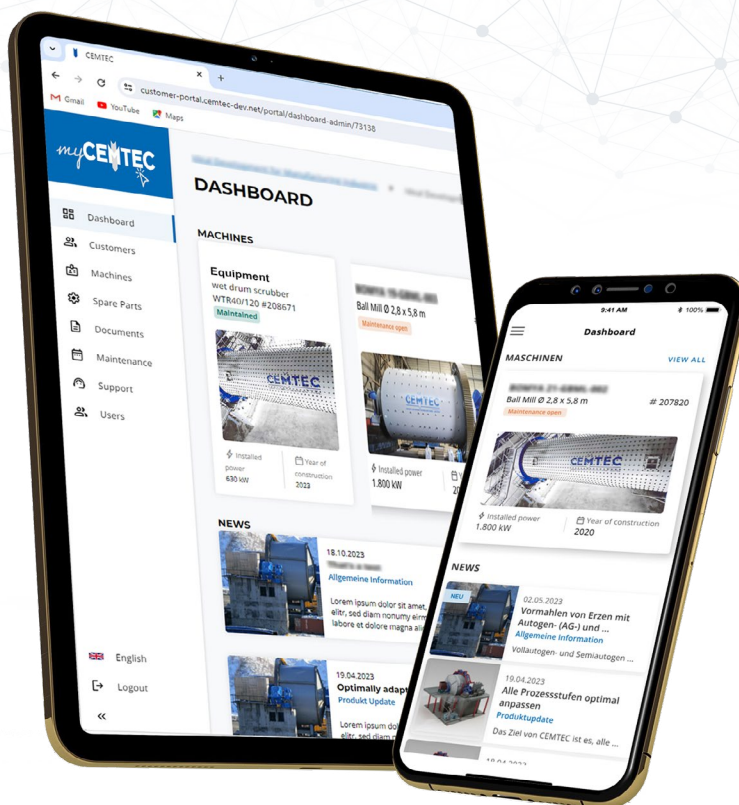 CEMTEC
customer-portal.cemtec-dev.net/portal/dashboard-admin/73138
Gmail
YouTube
Maps
myCEMTEC
Dashboard
Customers
Machines
Spare Parts
Documents
Maintenance
Support
Users
English
Logout
DASHBOARD
MACHINES
Equipment
wet drum scrubber
WTR40/120 #208671
Maintained
CEMTEC
Installed
power
630 kW
Year of
construction
2023
Ball Mill Ø 2,8 x 5,8 m
Maintenance open
CEMTEC
Installed power
1.800 kW
NEWS
18.10.2023
Allgemeine Information
Lorem ipsum dolor sit amet,
elitr, sed diam nonumy eirm
labore et dolore magna ali
19.04.2023
Optimally adapt
Produkt Update
Lorem ipsum dol
elitr, sed diam n
9:41 AM
100%
Dashboard
MASCHINEN
VIEW ALL
Ball Mill Ø 2,8 x 5,8 m
# 207820
Maintenance open
CEMTEC
Installed power
1.800 kW
Year of construction
2020
NEWS
NEU
02.05.2023
Vormahlen von Erzen mit
Autogen- (AG-) und ...
Allgemeine Information
Vollautogen- und Semiautogen ...
19.04.2023
Alle Prozessstufen optimal
anpassen
Produktupdate
Das Ziel von CEMTEC ist es, alle ...
18.04.2023